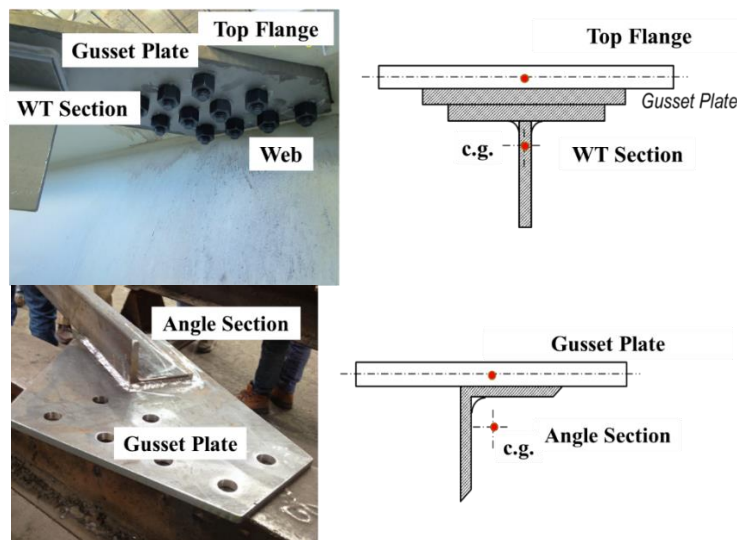 Top Flange
Gusset Plate
WT Section
Web
Top Flange
Gusset Plate
c.g.
WT Section
Angle Section
Gusset Plate
Gusset Plate
c.g.
Angle Section